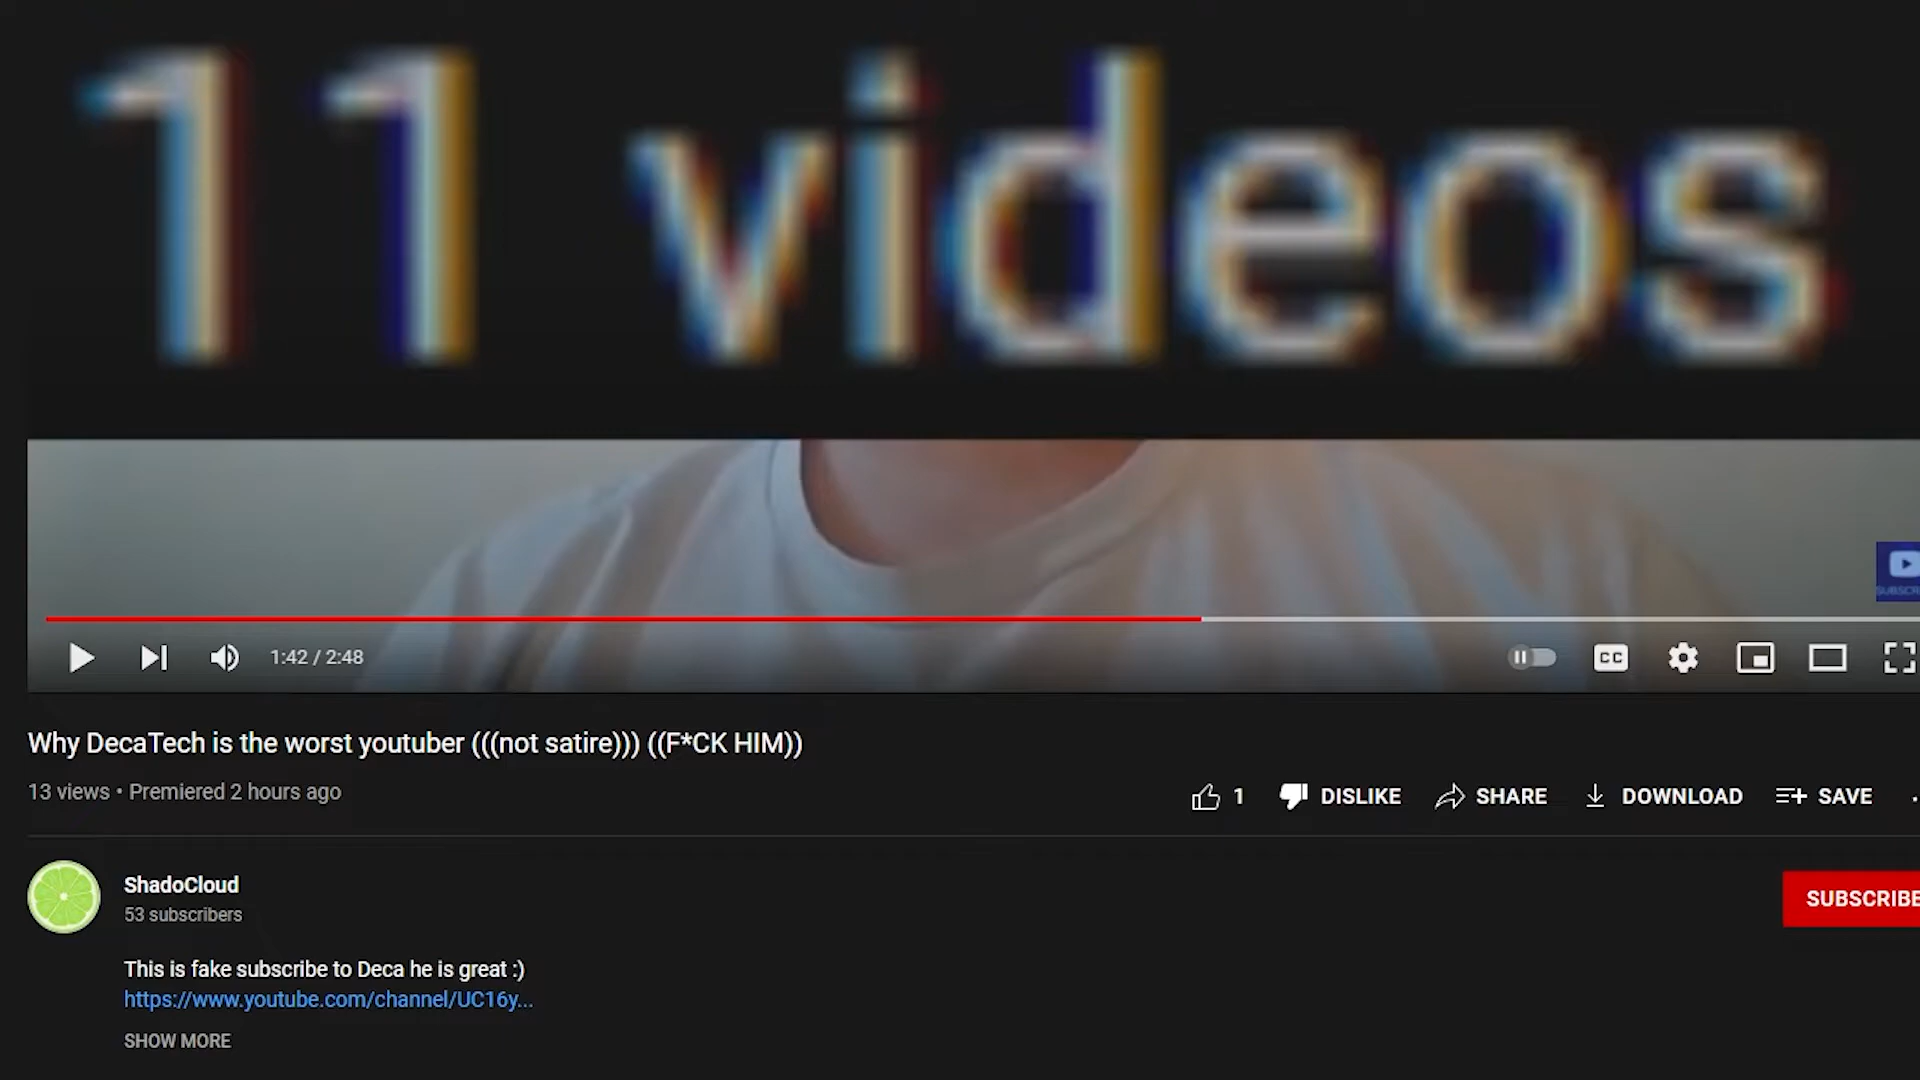 11 videos
SUBSCR
1:42 / 2:48
CC
Why DecaTech is the worst youtuber (((not satire))) ((F*CK HIM))
13 views • Premiered 2 hours ago
1 DISLIKE SHARE DOWNLOAD SAVE
ShadoCloud
53 subscribers
SUBSCRIBE
This is fake subscribe to Deca he is great :)
https://www.youtube.com/channel/UC16y...
SHOW MORE